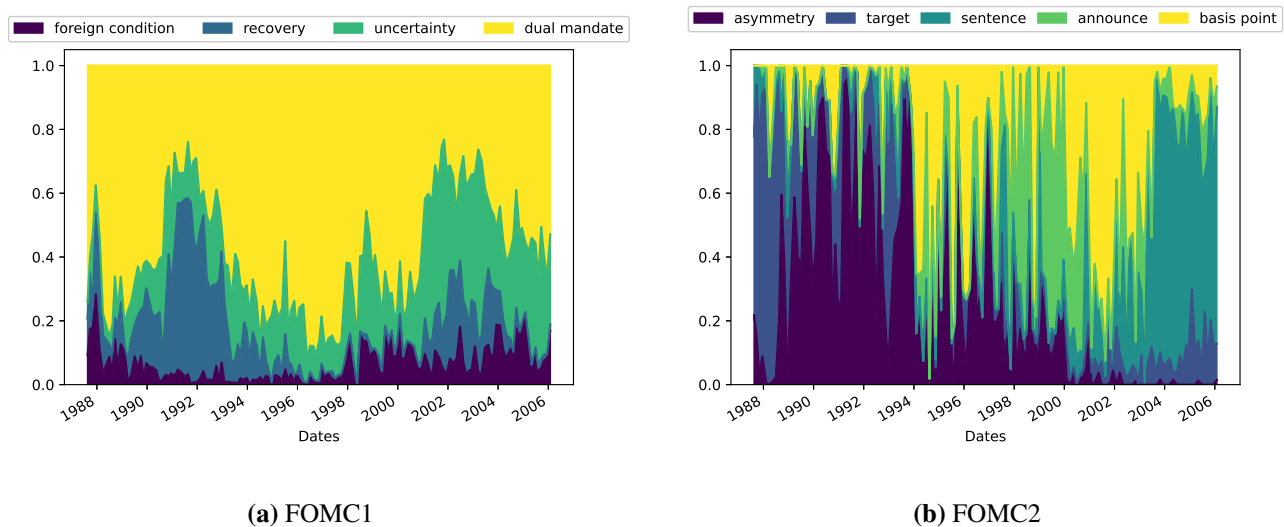 foreign condition recovery uncertainty dual mandate
1.0
0.8
0.6
0.4
0.2
0.0
1988 1990 1992 1994 1996 1998 2000 2002 2004 2006
Dates
(a) FOMC1
asymmetry target sentence announce basis point
1.0
0.8
0.6
0.4
0.2
0.0
1988 1990 1992 1994 1996 1998 2000 2002 2004 2006
Dates
(b) FOMC2